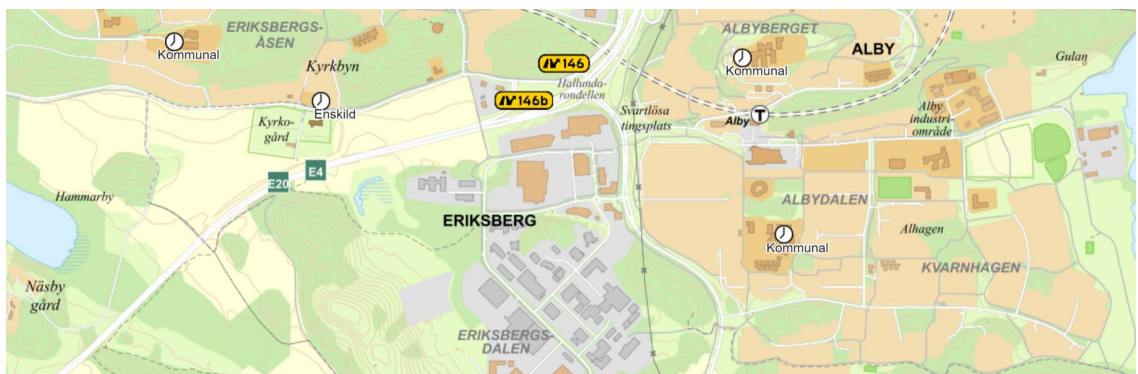 ERIKSBERGS-
ÅSEN
Kommunal
Kyrkbyn
Enskild
Kyrko-
gård
146
146b
Hallunda-
rondellen
Svartlösa
tingsplats
ALBYBERGET
ALBY
Kommunal
Alby
T
Gulan
Alby
industri-
område
E4
E20
Hammarby
ERIKSBERG
ALBYDALEN
Alhagen
Kommunal
KVARNHAGEN
Näsby
gård
ERIKSBERGS-
DALEN